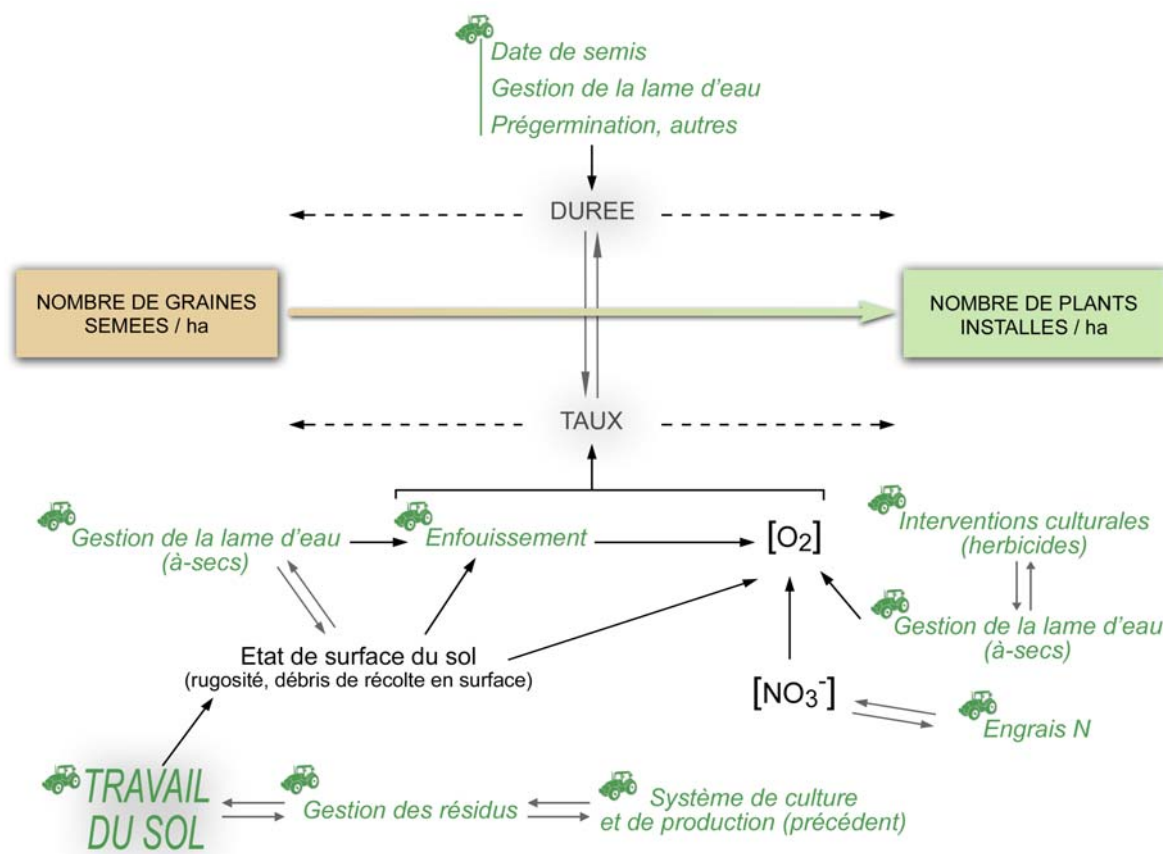 Date de semis
Gestion de la lame d'eau
Prégermination, autres
DUREE
NOMBRE DE GRAINES
SEMEES / ha
NOMBRE DE PLANTS
INSTALLES / ha
TAUX
Gestion de la lame d'eau
(à-secs)
Enfouissement
[O₂]
Interventions culturales
(herbicides)
Gestion de la lame d'eau
(à-secs)
Etat de surface du sol
(rugosité, débris de récolte en surface)
[NO₃⁻]
Engrais N
TRAVAIL
DU SOL
Gestion des résidus
Système de culture
et de production (précédent)